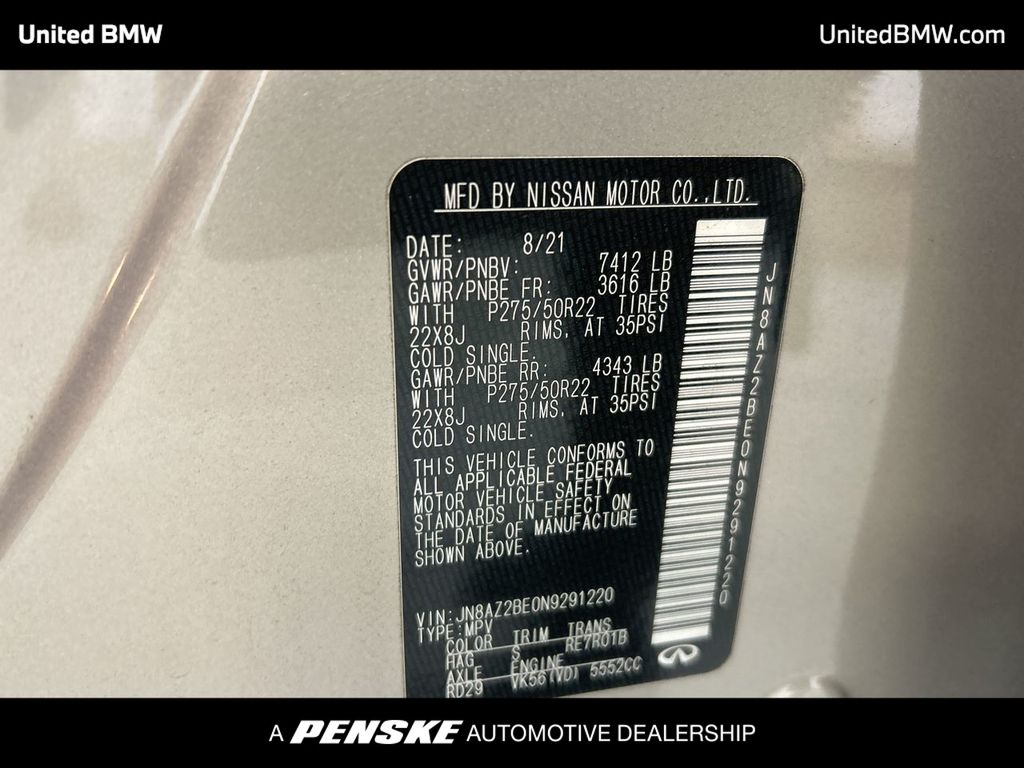 United BMW
UnitedBMW.com
MFD BY NISSAN MOTOR CO.,LTD.
DATE: 8/21
GVWR/PNBV: 7412 LB
GAWR/PNBE FR: 3616 LB
WITH P275/50R22 TIRES
22X8J RIMS, AT 35PSI
COLD SINGLE.
GAWR/PNBE RR: 4343 LB
WITH P275/50R22 TIRES
22X8J RIMS, AT 35PSI
COLD SINGLE.
THIS VEHICLE CONFORMS TO
ALL APPLICABLE FEDERAL
MOTOR VEHICLE SAFETY
STANDARDS IN EFFECT ON
THE DATE OF MANUFACTURE
SHOWN ABOVE.
VIN:JN8AZ2BE0N9291220
TYPE:MPV
COLOR TRIM TRANS
HAG S RE7R01B
AXLE ENGINE
RD29 VK56(VD) 5552CC
JN8AZ2BE0N9291220
A PENSKE AUTOMOTIVE DEALERSHIP